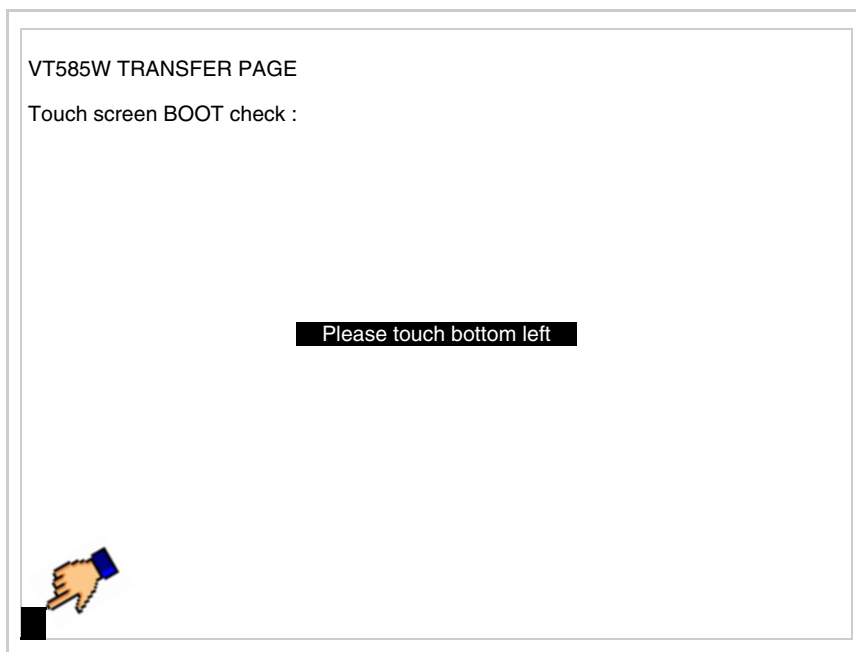 VT585W TRANSFER PAGE
Touch screen BOOT check :
Please touch bottom left